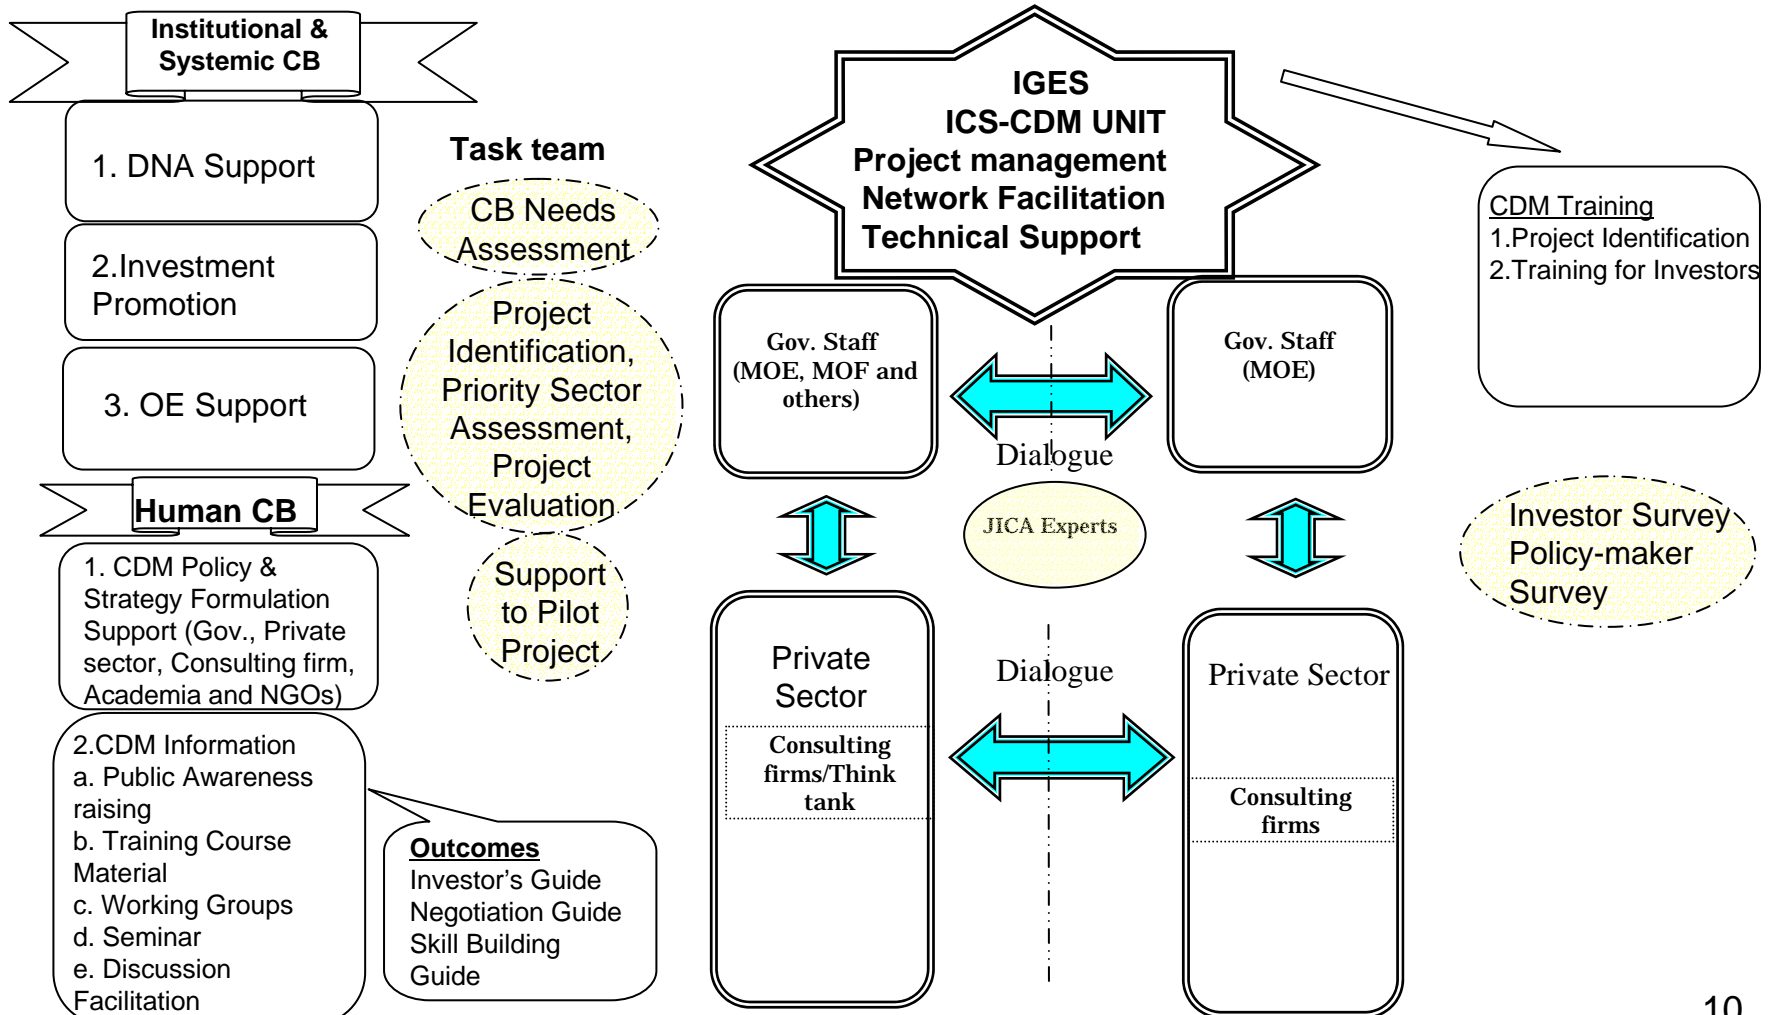 Institutional &
Systemic CB
1. DNA Support
2.Investment
Promotion
3. OE Support
Human CB
1. CDM Policy &
Strategy Formulation
Support (Gov., Private
sector, Consulting firm,
Academia and NGOs)
2.CDM Information
a. Public Awareness
raising
b. Training Course
Material
c. Working Groups
d. Seminar
e. Discussion
Facilitation
Outcomes
Investor's Guide
Negotiation Guide
Skill Building
Guide
Task team
CB Needs
Assessment
Project
Identification,
Priority Sector
Assessment,
Project
Evaluation
Support
to Pilot
Project
IGES
ICS-CDM UNIT
Project management
Network Facilitation
Technical Support
Gov. Staff
(MOE, MOF and
others)
Dialogue
Gov. Staff
(MOE)
JICA Experts
Private
Sector
Consulting
firms/Think
tank
Dialogue
Private Sector
Consulting
firms
CDM Training
1.Project Identification
2.Training for Investors
Investor Survey
Policy-maker
Survey
10